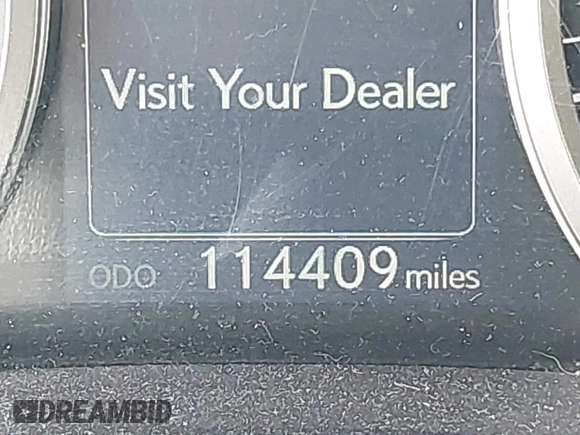 Visit Your Dealer
ODO 114409 miles
DREAMBID